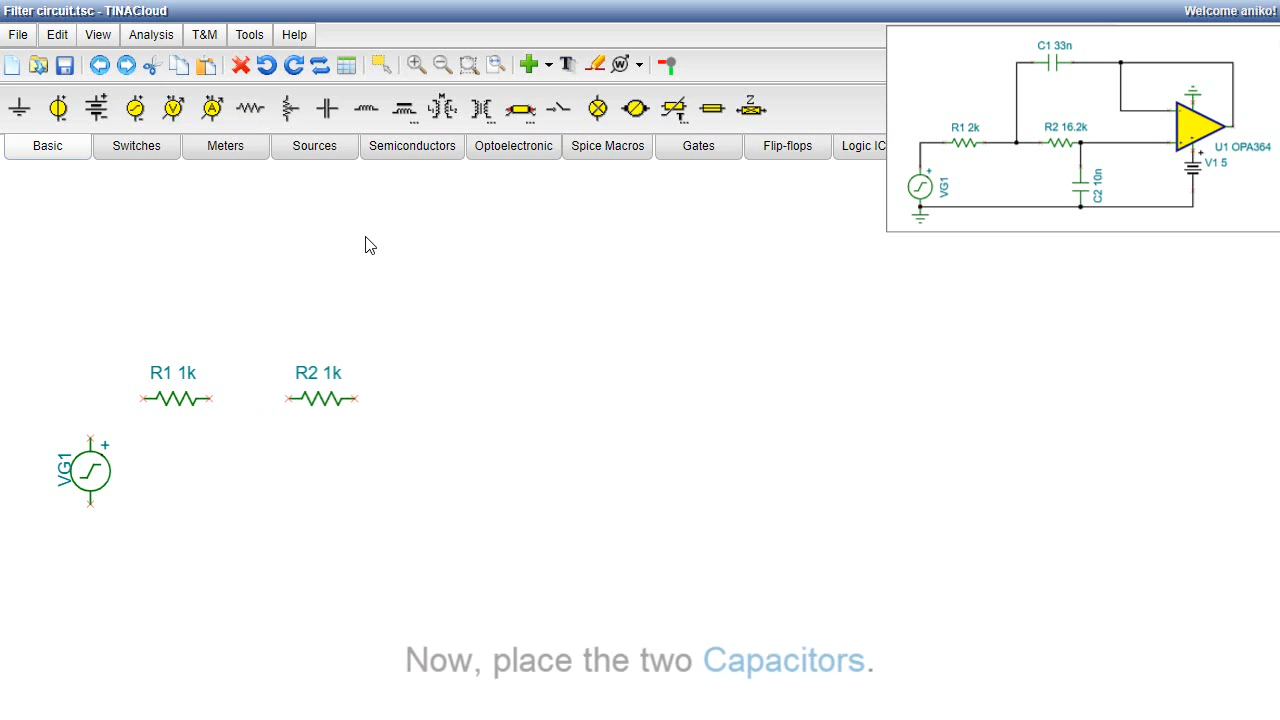 Filter circuit.tsc - TINACloud
Welcome aniko!
File Edit View Analysis T&M Tools Help
Basic Switches Meters Sources Semiconductors Optpelectronic Spice Macros Gates Flip-flops Logic IC
C1 33n
R1 2k
R2 16.2k
U1 OPA364
+
V1 5
+
VG1
C2 10n
R1 1k
R2 1k
+
VG1
Now, place the two Capacitors.